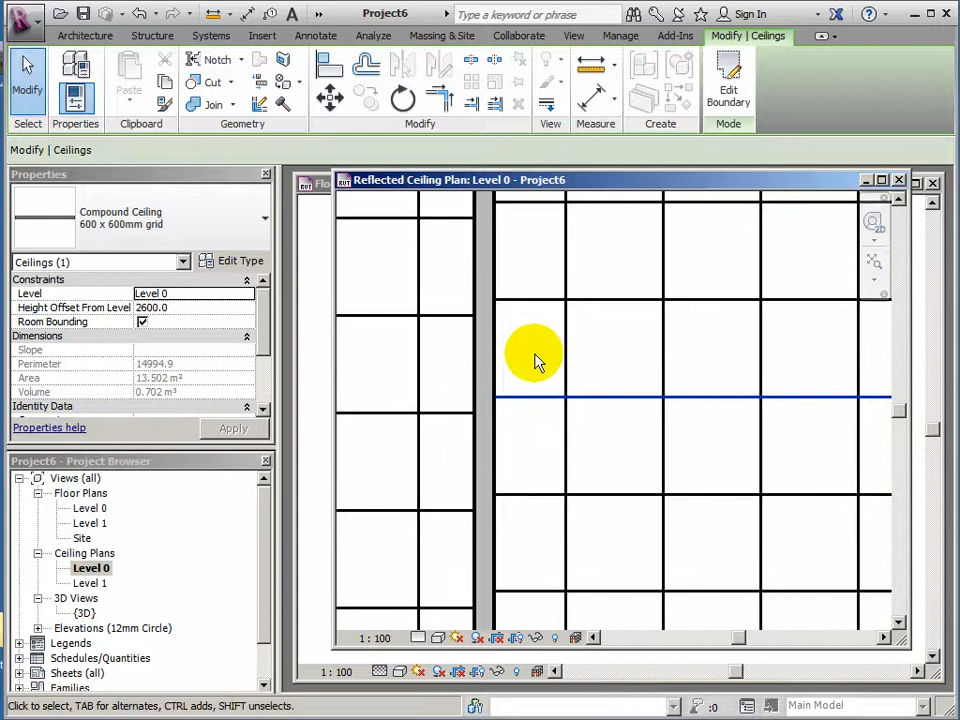 Project6
Type a keyword or phrase
Sign In
Architecture Structure Systems Insert Annotate Analyze Massing & Site Collaborate View Manage Add-Ins Modify | Ceilings
Modify
Paste
Notch
Cut
Join
Edit
Boundary
Select Properties Clipboard Geometry Modify View Measure Create Mode
Modify | Ceilings
Properties
Compound Ceiling
600 x 600mm grid
Ceilings (1)
Edit Type
Constraints
Level Level 0
Height Offset From Level 2600.0
Room Bounding
Dimensions
Slope
Perimeter 14994.9
Area 13.502 m²
Volume 0.702 m³
Identity Data
Properties help
Apply
Project6 - Project Browser
Views (all)
Floor Plans
Level 0
Level 1
Site
Ceiling Plans
Level 0
Level 1
3D Views
{3D}
Elevations (12mm Circle)
Legends
Schedules/Quantities
Sheets (all)
Families
Floo
Reflected Ceiling Plan: Level 0 - Project6
2D
1 : 100
1 : 100
Click to select, TAB for alternates, CTRL adds, SHIFT unselects.
:0
Main Model